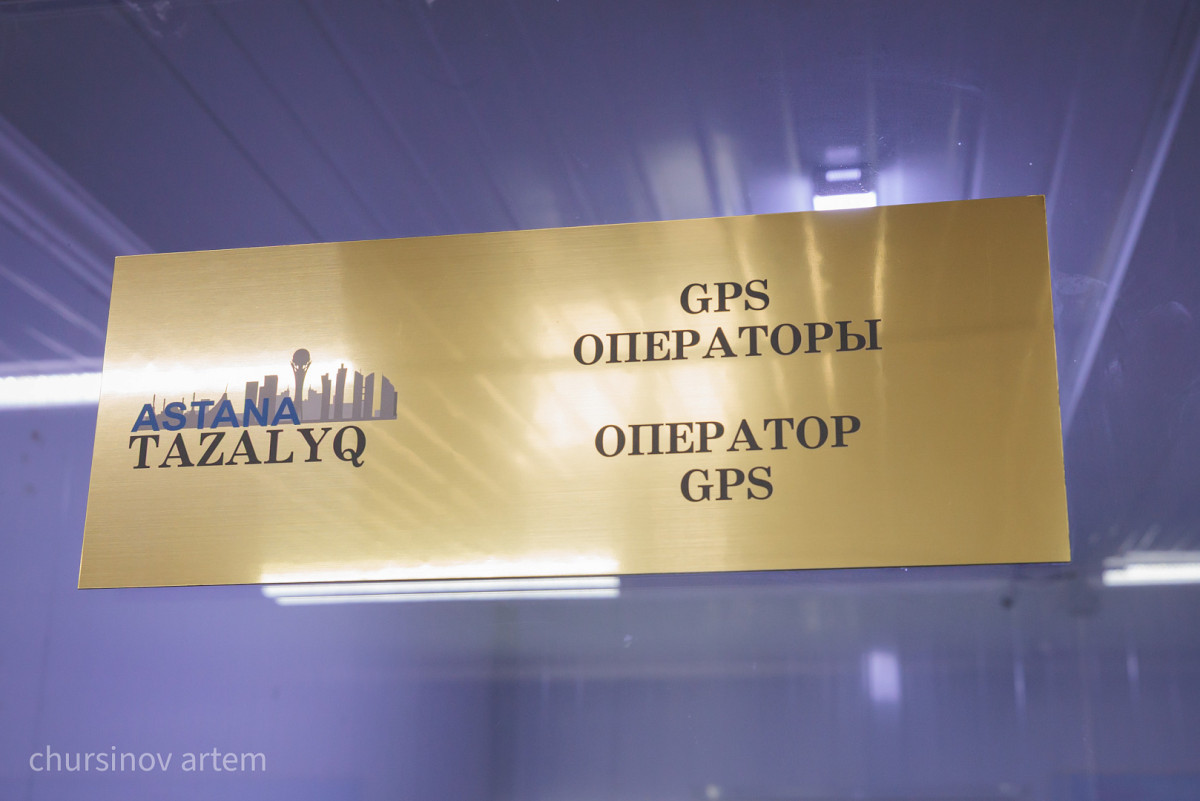 ASTANA
TAZALYQ
GPS
ОПЕРАТОРЫ
ОПЕРАТОР
GPS
chursinov artem